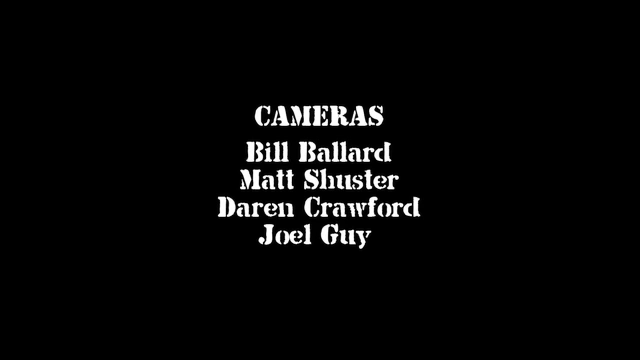 CAMERAS
Bill Ballard
Matt Shuster
Daren Crawford
Joel Guy